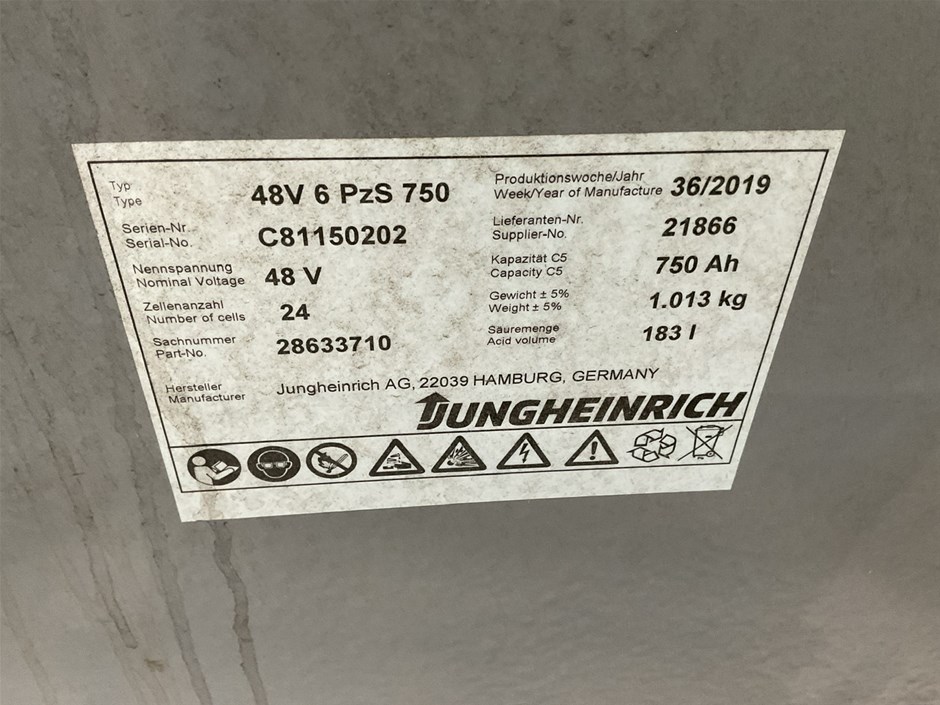 Typ
Type
48V 6 PzS 750
Produktionswoche/Jahr
Week/Year of Manufacture
36/2019
Serien-Nr.
Serial-No.
C81150202
Lieferanten-Nr.
Supplier-No.
21866
Nennspannung
Nominal Voltage
48 V
Kapazität C5
Capacity C5
750 Ah
Zellenanzahl
Number of cells
24
Gewicht ± 5%
Weight ± 5%
1.013 kg
Sachnummer
Part-No.
28633710
Säuremenge
Acid volume
183 l
Hersteller
Manufacturer
Jungheinrich AG, 22039 HAMBURG, GERMANY
JUNGHEINRICH